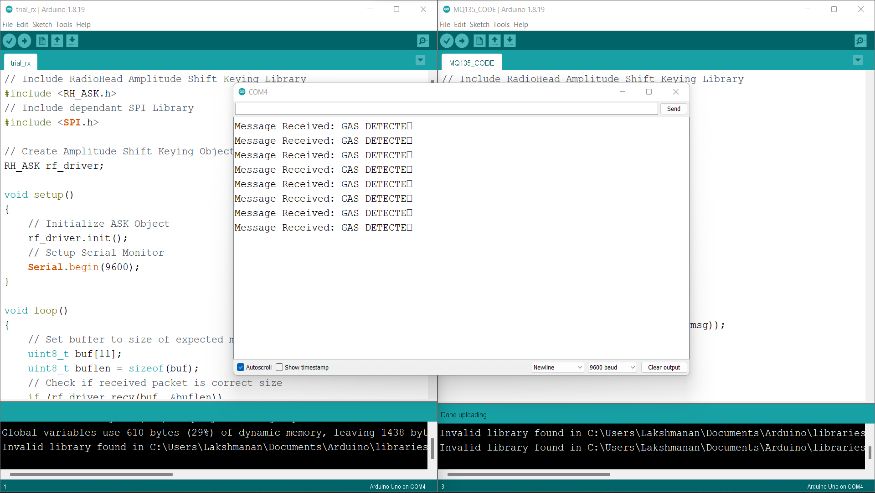 trial_rx | Arduino 1.8.19
File Edit Sketch Tools Help
trial_rx
// Include RadioHead Amplitude Shift Keying Library
#include <RH_ASK.h>
// Include dependant SPI Library
#include <SPI.h>
// Create Amplitude Shift Keying Object
RH_ASK rf_driver;
void setup()
{
// Initialize ASK Object
rf_driver.init();
// Setup Serial Monitor
Serial.begin(9600);
}
void loop()
{
// Set buffer to size of expected m
uint8_t buf[11];
uint8_t buflen = sizeof(buf);
// Check if received packet is correct size
if (rf_driver.recv(buf, &buflen))
Global variables use 610 bytes (29%) of dynamic memory, leaving 1438 byt
Invalid library found in C:\Users\Lakshmanan\Documents\Arduino\libraries
1
Arduino Uno on COM4
MQ135_CODE | Arduino 1.8.19
File Edit Sketch Tools Help
MQ135_CODE
// Include RadioHead Amplitude Shift Keying Library
msg));
Done uploading.
Invalid library found in C:\Users\Lakshmanan\Documents\Arduino\libraries
Invalid library found in C:\Users\Lakshmanan\Documents\Arduino\libraries
3
Arduino Uno on COM4
COM4
Send
Message Received: GAS DETECTE
Message Received: GAS DETECTE
Message Received: GAS DETECTE
Message Received: GAS DETECTE
Message Received: GAS DETECTE
Message Received: GAS DETECTE
Message Received: GAS DETECTE
Message Received: GAS DETECTE
Autoscroll Show timestamp
Newline
9600 baud
Clear output